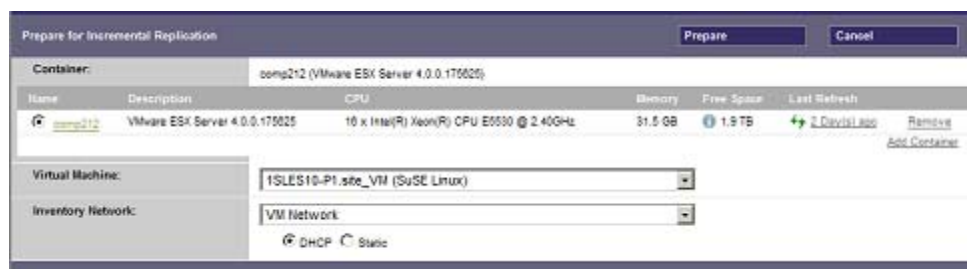 Prepare for Incremental Replication Prepare Cancel
Container: comp212 (VMware ESX Server 4.0.0.175625)
Name Description CPU Memory Free Space Last Refresh
comp212 VMware ESX Server 4.0.0.175625 16 x Intel(R) Xeon(R) CPU E5530 @ 2.40GHz 31.5 GB 1.9 TB 2 Day(s) ago Remove
Add Container
Virtual Machine: 1SLES10-P1.site_VM (SuSE Linux)
Inventory Network: VM Network
DHCP Static